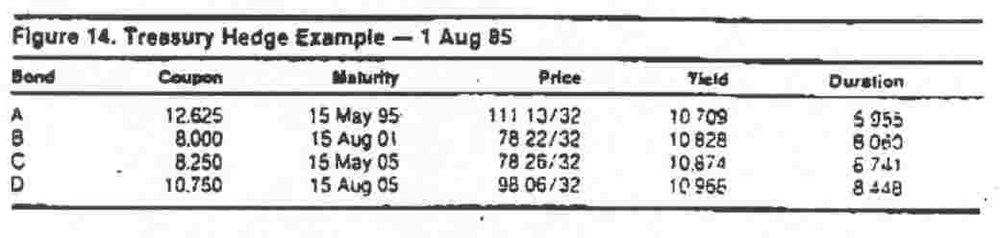 Figure 14. Treasury Hedge Example — 1 Aug 85
Bond Coupon Maturity Price Yield Duration
A 12.625 15 May 95 111 13/32 10 709 5 955
B 8.000 15 Aug 01 78 22/32 10 828 8 060
C 8.250 15 May 05 78 26/32 10.874 8 741
D 10.750 15 Aug 05 98 06/32 10 966 8 448